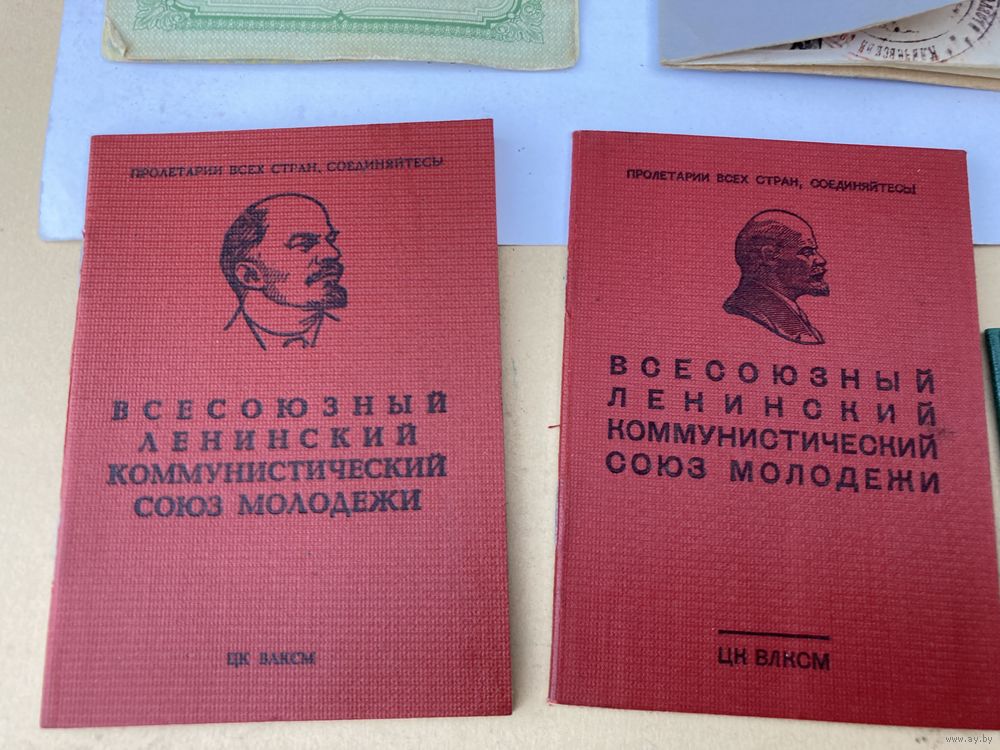 ПРОЛЕТАРИИ ВСЕХ СТРАН, СОЕДИНЯЙТЕСЬ!
ВСЕСОЮЗНЫЙ
ЛЕНИНСКИЙ
КОММУНИСТИЧЕСКИЙ
СОЮЗ МОЛОДЕЖИ
ЦК ВЛКСМ
ПРОЛЕТАРИИ ВСЕХ СТРАН, СОЕДИНЯЙТЕСЬ!
ВСЕСОЮЗНЫЙ
ЛЕНИНСКИЙ
КОММУНИСТИЧЕСКИЙ
СОЮЗ МОЛОДЕЖИ
ЦК ВЛКСМ
www.ay.by